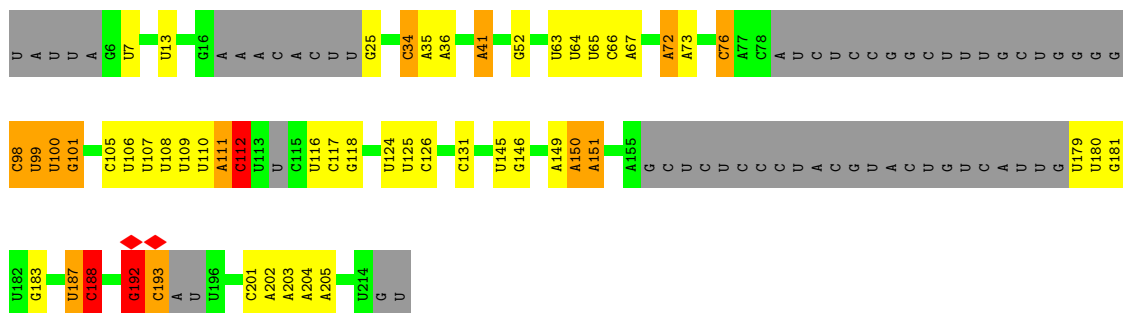 U A U U A G6 U7 U13 G16 A A A C A C U U G25 C34 A35 A36 A41 G52 U63 U64 U65 C66 A67 A72 A73 C76 A77 C78 A U C U C C G G C U U U G C U G G G G
C98 U99 U100 G101 C105 U106 U107 U108 U109 U110 A111 C112 U113 U C115 U116 C117 G118 U124 U125 C126 C131 U145 G146 A149 A150 A151 A155 G C U C U C C C U A C G U A C U G U C A U U G U179 U180 G181
U182 G183 U187 C188 G192 C193 A U U196 C201 A202 A203 A204 A205 U214 G U